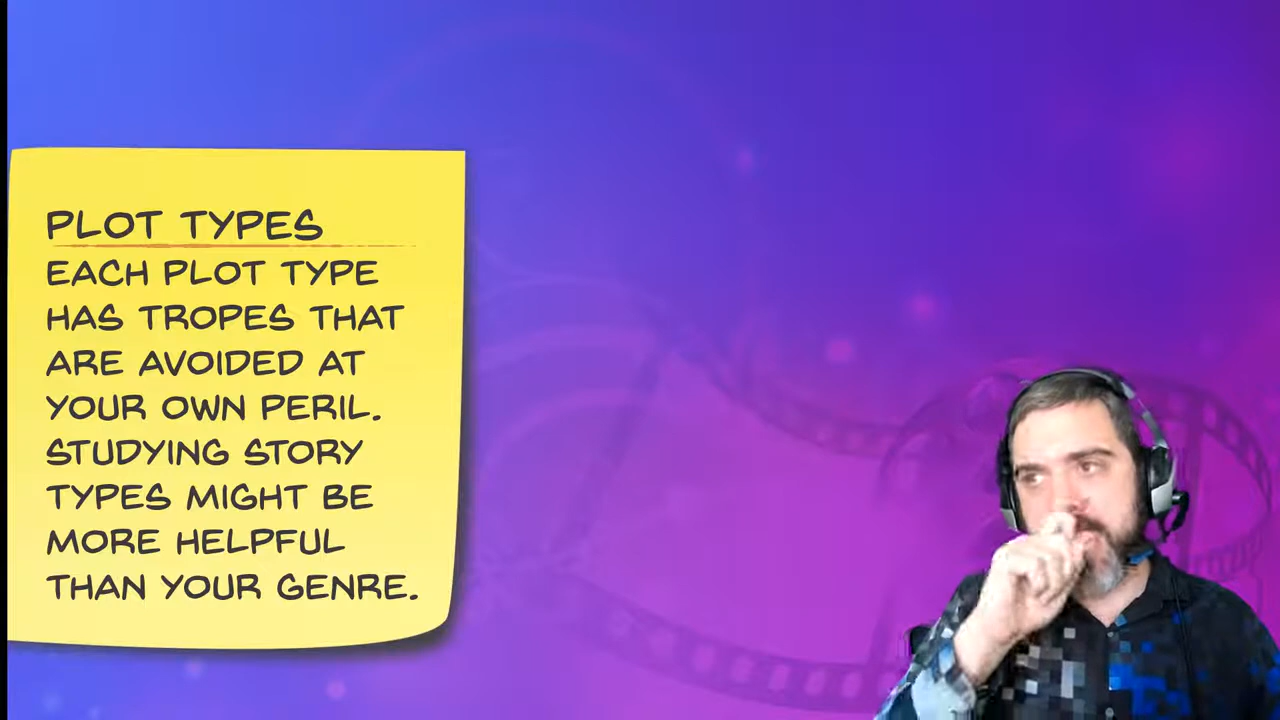 PLOT TYPES
EACH PLOT TYPE
HAS TROPES THAT
ARE AVOIDED AT
YOUR OWN PERIL.
STUDYING STORY
TYPES MIGHT BE
MORE HELPFUL
THAN YOUR GENRE.